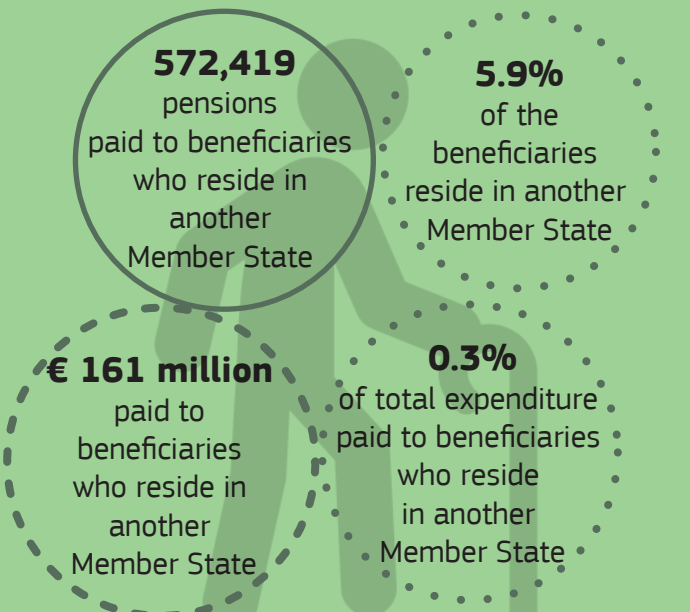 572,419
pensions
paid to beneficiaries
who reside in
another
Member State
5.9%
of the
beneficiaries
reside in another
Member State
€ 161 million
paid to
beneficiaries
who reside in
another
Member State
0.3%
of total expenditure
paid to beneficiaries
who reside
in another
Member State